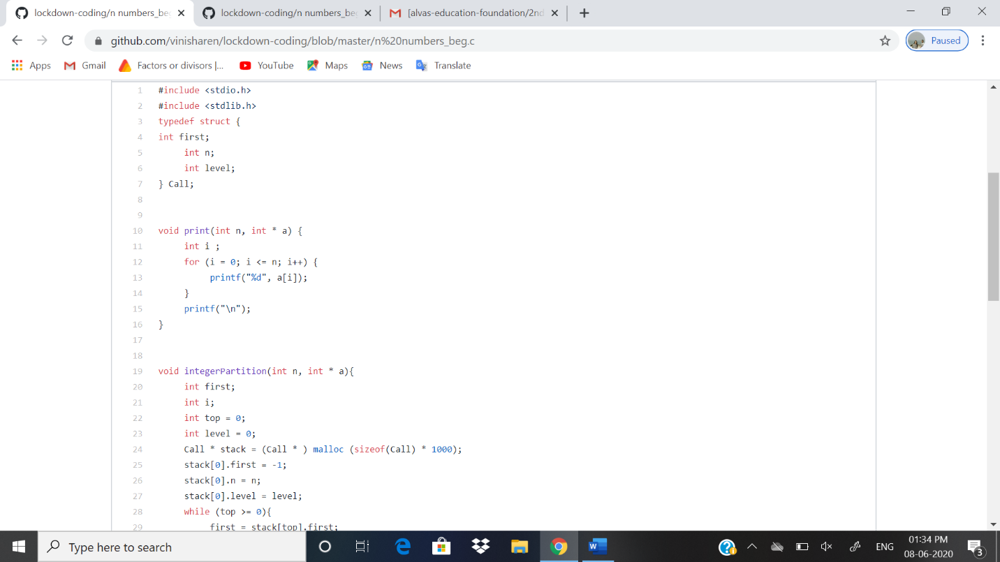 lockdown-coding/n numbers_be
lockdown-coding/n numbers_be
[alvas-education-foundation/2nd
github.com/vinisharen/lockdown-coding/blob/master/n%20numbers_beg.c
Paused
Apps
Gmail
Factors or divisors |...
YouTube
Maps
News
Translate
1 #include <stdio.h>
2 #include <stdlib.h>
3 typedef struct {
4 int first;
5 int n;
6 int level;
7 } Call;
8
9
10 void print(int n, int * a) {
11 int i ;
12 for (i = 0; i <= n; i++) {
13 printf("%d", a[i]);
14 }
15 printf("\n");
16 }
17
18
19 void integerPartition(int n, int * a){
20 int first;
21 int i;
22 int top = 0;
23 int level = 0;
24 Call * stack = (Call * ) malloc (sizeof(Call) * 1000);
25 stack[0].first = -1;
26 stack[0].n = n;
27 stack[0].level = level;
28 while (top >= 0){
29 first = stack[top].first;
Type here to search
ENG
01:34 PM
08-06-2020
3